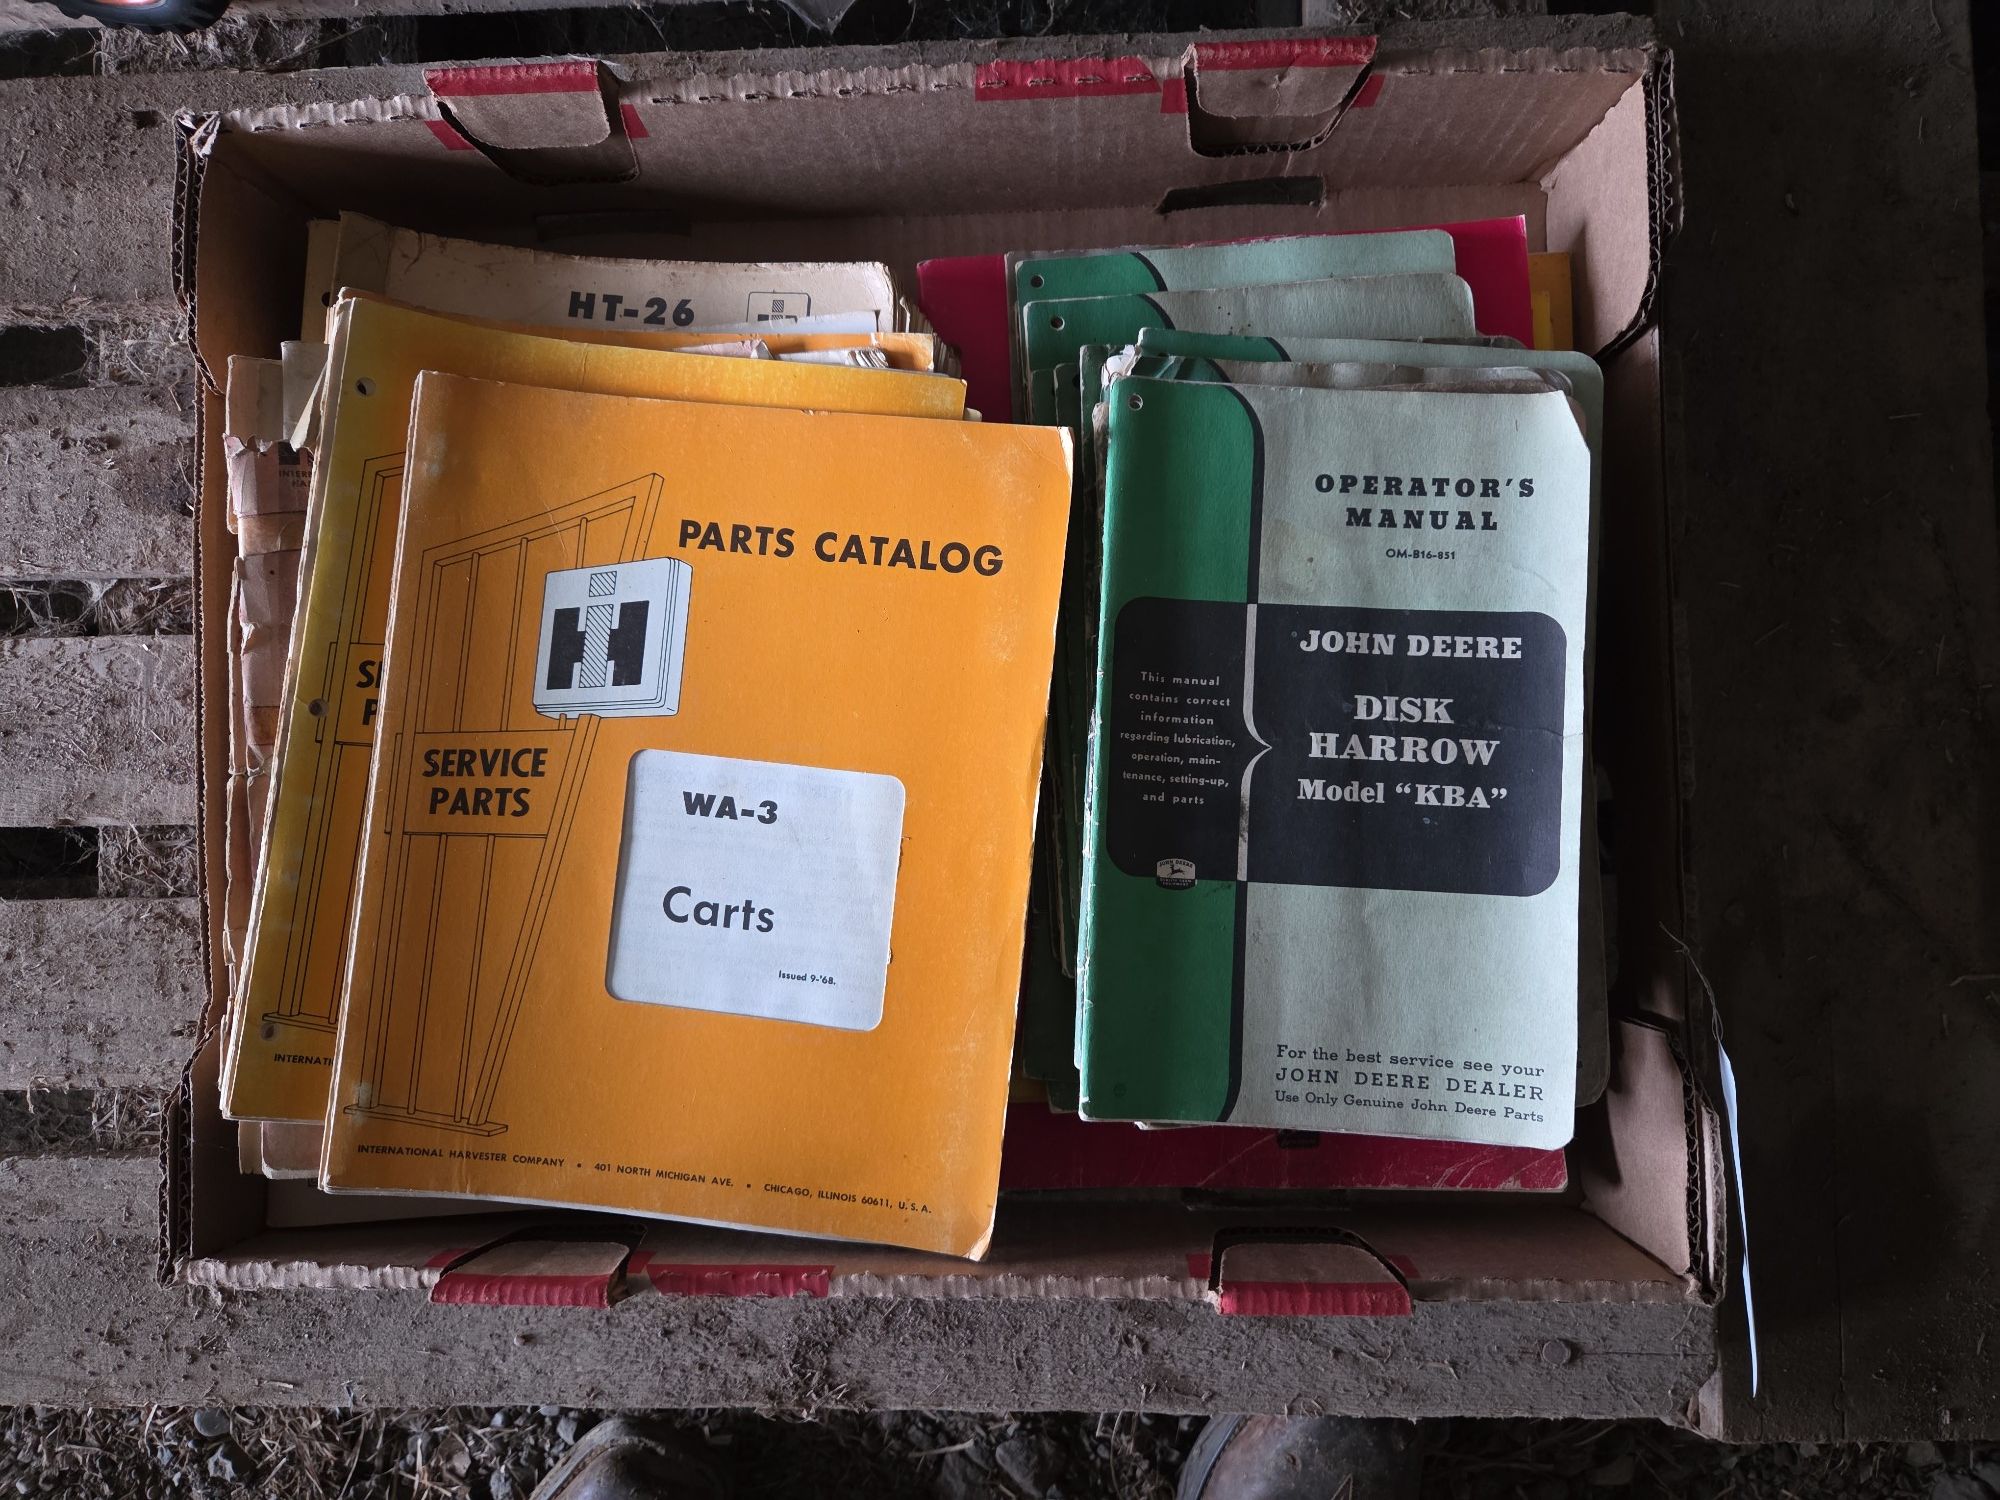 HT-26
PARTS CATALOG
IH
SERVICE
PARTS
WA-3
Carts
Issued 9-'68.
INTERNATIONAL HARVESTER COMPANY • 401 NORTH MICHIGAN AVE. • CHICAGO, ILLINOIS 60611, U. S. A.
OPERATOR'S
MANUAL
OM-B16-851
JOHN DEERE
DISK
HARROW
Model “KBA”
This manual
contains correct
information
regarding lubrication,
operation, main-
tenance, setting-up,
and parts
JOHN DEERE
For the best service see your
JOHN DEERE DEALER
Use Only Genuine John Deere Parts